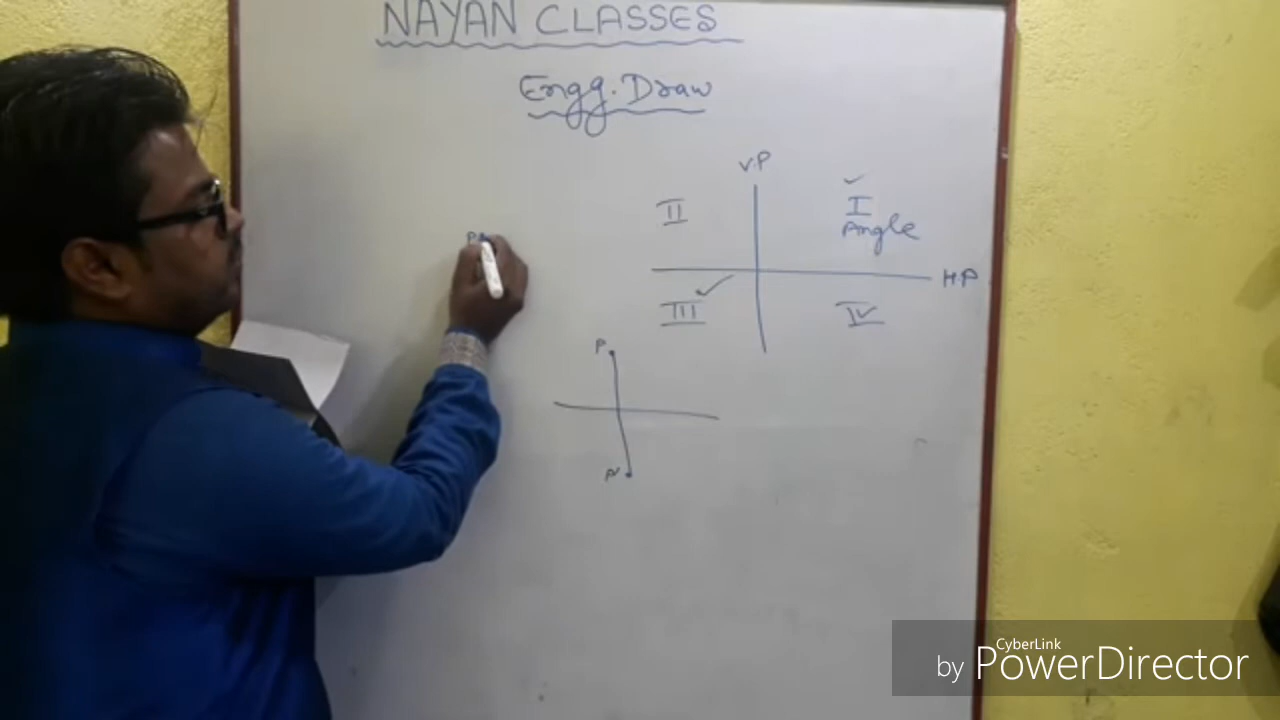 NAYAN CLASSES
Engg. Draw
V.P
II
I
Angle
H.P
III
IV
P
P'
CyberLink
by PowerDirector